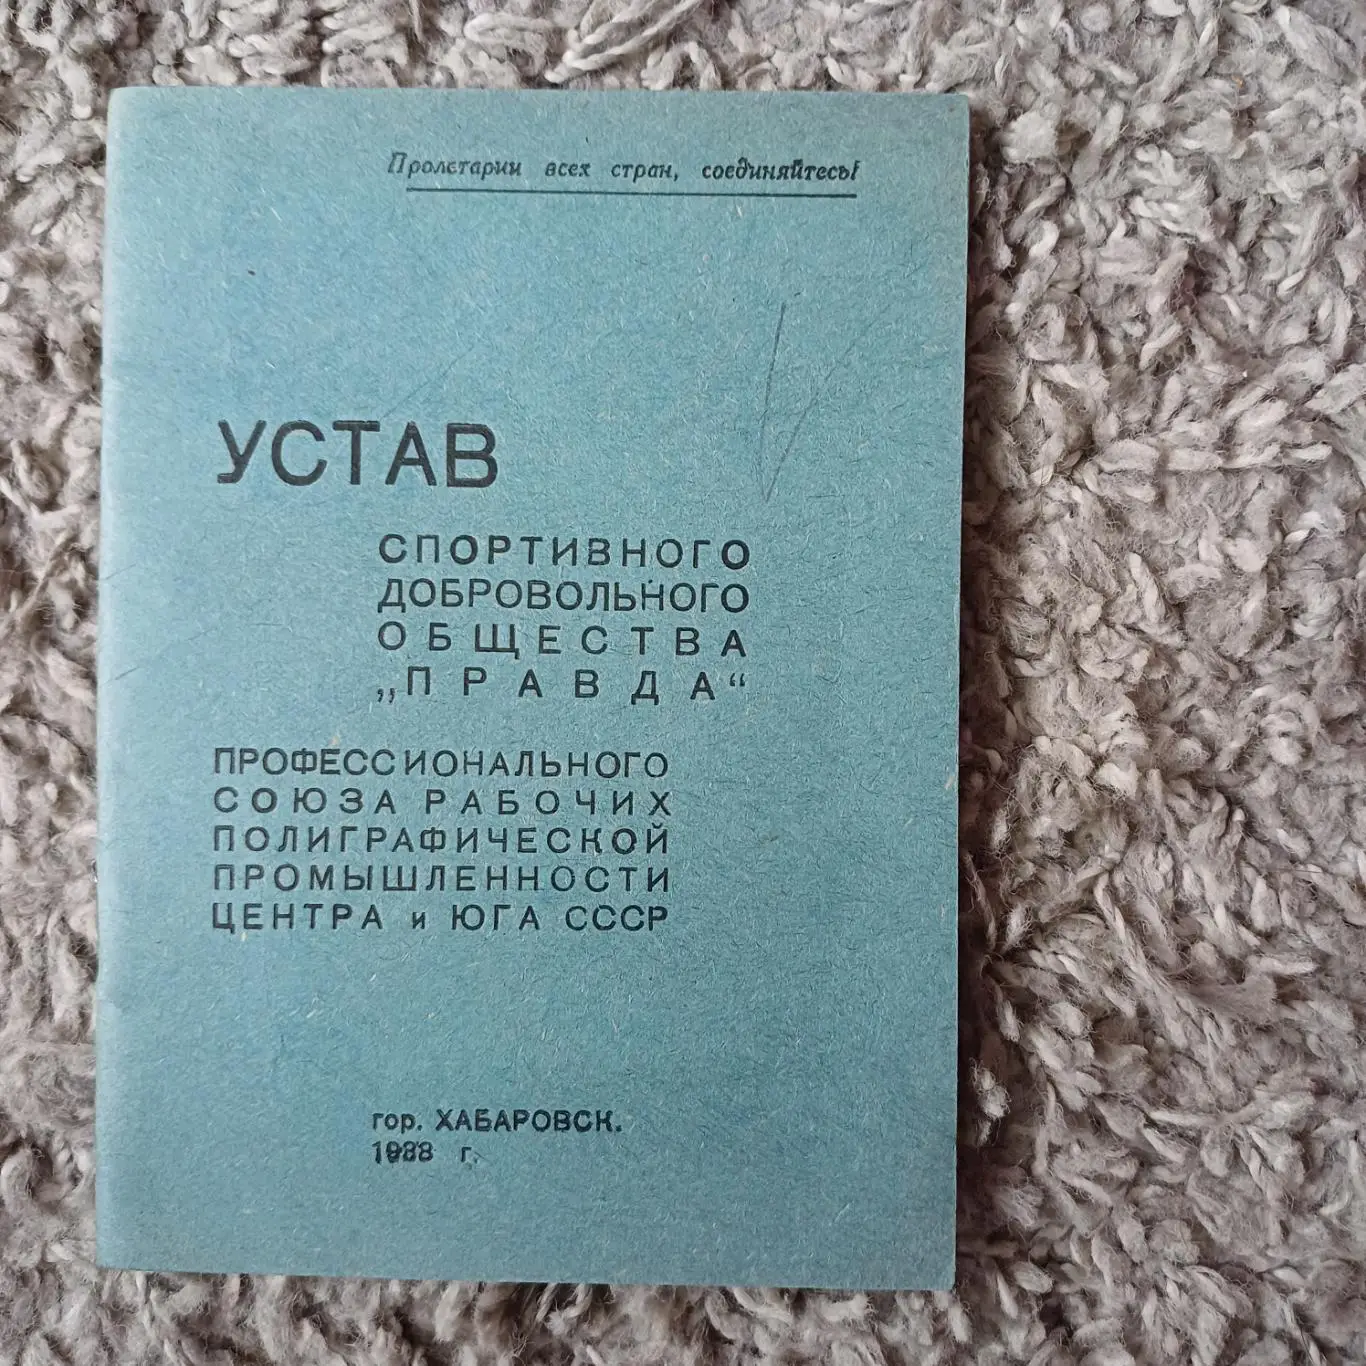 Пролетарии всех стран, соединяйтесь!
УСТАВ
СПОРТИВНОГО
ДОБРОВОЛЬНОГО
ОБЩЕСТВА
„ПРАВДА“
ПРОФЕССИОНАЛЬНОГО
СОЮЗА РАБОЧИХ
ПОЛИГРАФИЧЕСКОЙ
ПРОМЫШЛЕННОСТИ
ЦЕНТРА и ЮГА СССР
гор. ХАБАРОВСК.
г.